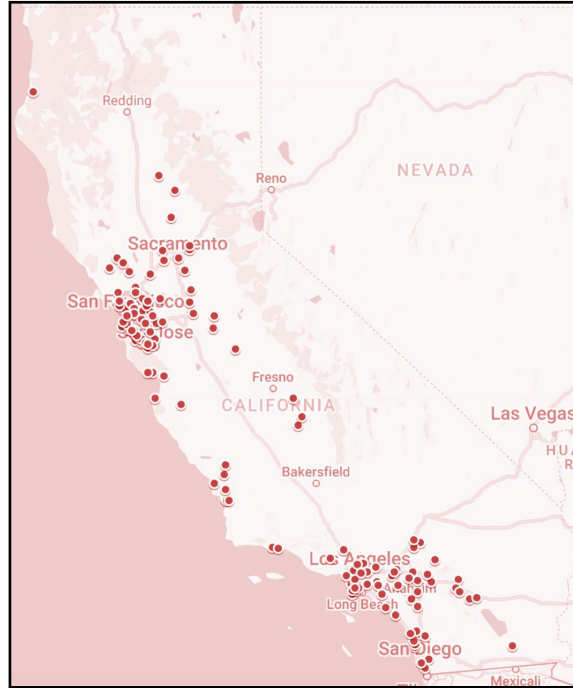 Redding
Reno
NEVADA
Sacramento
San Francisco
San Jose
Fresno
CALIFORNIA
Las Vegas
Bakersfield
Los Angeles
Long Beach
Anaheim
San Diego
Mexicali